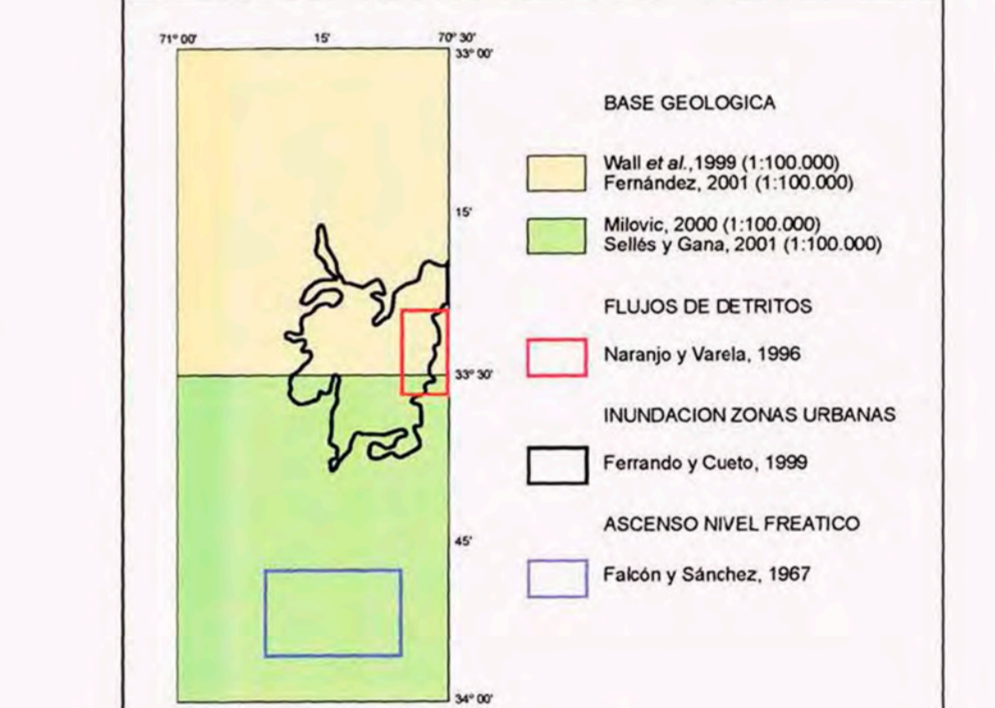 71° 00'
15'
70° 30'
33° 00'
15'
33° 30'
45'
34° 00'
BASE GEOLOGICA
Wall et al.,1999 (1:100.000)
Fernández, 2001 (1:100.000)
Milovic, 2000 (1:100.000)
Sellés y Gana, 2001 (1:100.000)
FLUJOS DE DETRITOS
Naranjo y Varela, 1996
INUNDACION ZONAS URBANAS
Ferrando y Cueto, 1999
ASCENSO NIVEL FREATICO
Falcón y Sánchez, 1967